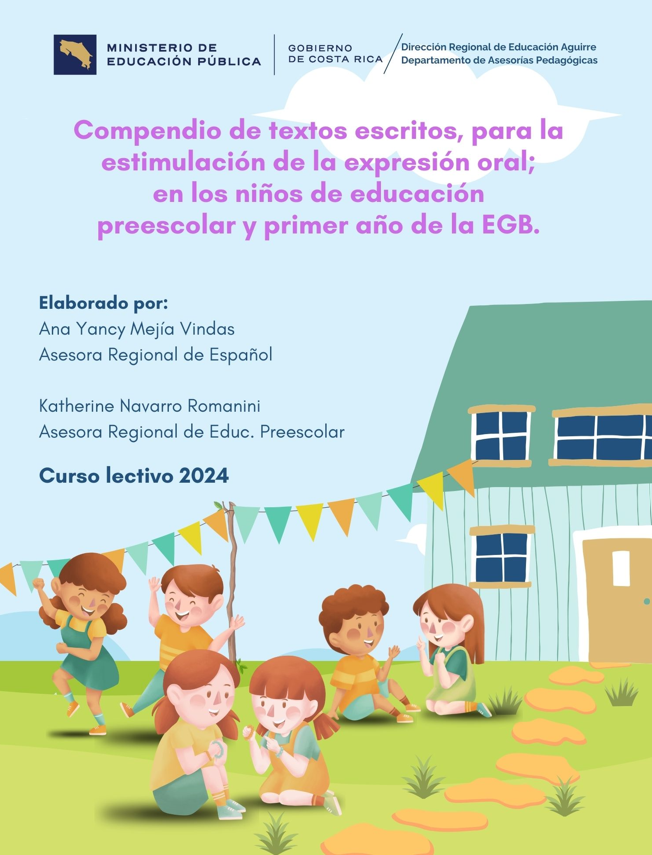 MINISTERIO DE
EDUCACIÓN PÚBLICA
GOBIERNO
DE COSTA RICA
Dirección Regional de Educación Aguirre
Departamento de Asesorías Pedagógicas
Compendio de textos escritos, para la
estimulación de la expresión oral;
en los niños de educación
preescolar y primer año de la EGB.
Elaborado por:
Ana Yancy Mejía Vindas
Asesora Regional de Español
Katherine Navarro Romanini
Asesora Regional de Educ. Preescolar
Curso lectivo 2024